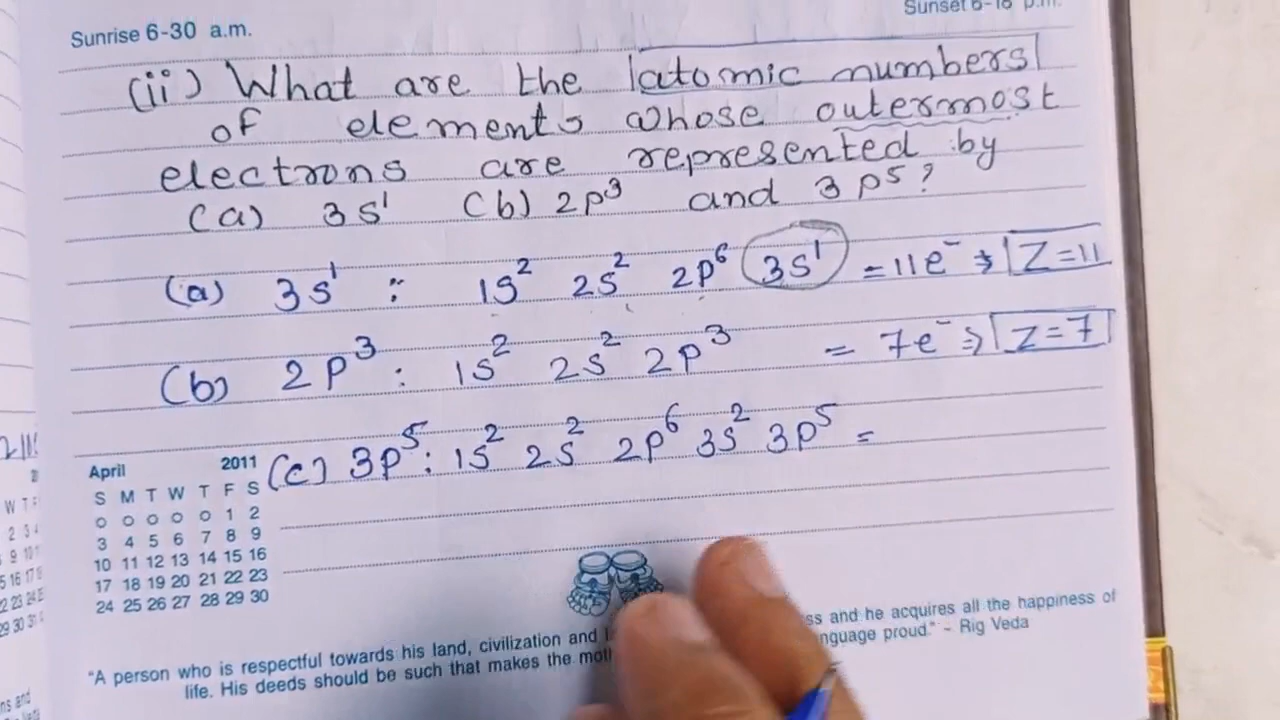 Sunrise 6-30 a.m.
Sunset 6-18 p.m.
(ii) What are the atomic numbers
of elements whose outermost
electrons are represented by
(a) 3s¹ (b) 2p³ and 3p⁵?
(a) 3s¹ : 1s² 2s² 2p⁶ 3s¹ = 11e⁻ ⇒ Z=11
(b) 2p³ : 1s² 2s² 2p³ = 7e⁻ ⇒ Z=7
(c) 3p⁵ : 1s² 2s² 2p⁶ 3s² 3p⁵ =
April 2011
S M T W T F S
O O O O O 1 2
3 4 5 6 7 8 9
10 11 12 13 14 15 16
17 18 19 20 21 22 23
24 25 26 27 28 29 30
"A person who is respectful towards his land, civilization and ss and he acquires all the happiness of
life. His deeds should be such that makes the nguage proud." - Rig Veda